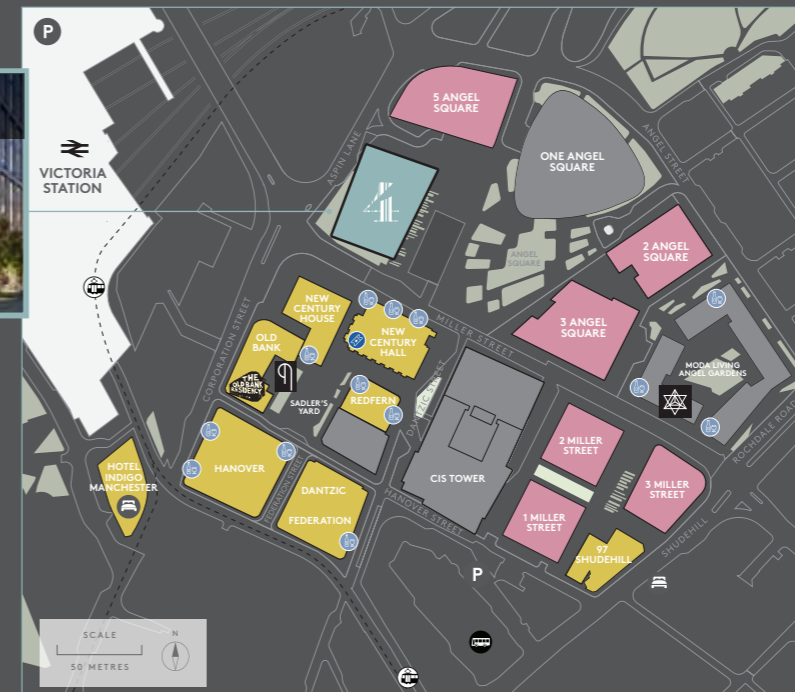 P
VICTORIA
STATION
5 ANGEL
SQUARE
ASPIN LANE
4
ONE ANGEL
SQUARE
ANGEL STREET
ANGEL
SQUARE
2 ANGEL
SQUARE
3 ANGEL
SQUARE
MODA LIVING
ANGEL GARDENS
ROCHDALE ROAD
NEW
CENTURY
HOUSE
NEW
CENTURY
HALL
MILLER STREET
CORPORATION STREET
OLD
BANK
THE
OLD BANK
RESIDENCY
SADLER'S
YARD
REDFERN
DANTZIC STREET
HOTEL
INDIGO
MANCHESTER
HANOVER
FEDERATION STREET
DANTZIC
FEDERATION
HANOVER STREET
CIS TOWER
2 MILLER
STREET
1 MILLER
STREET
3 MILLER
STREET
97
SHUDEHILL
SHUDEHILL
P
SCALE
50 METRES
N